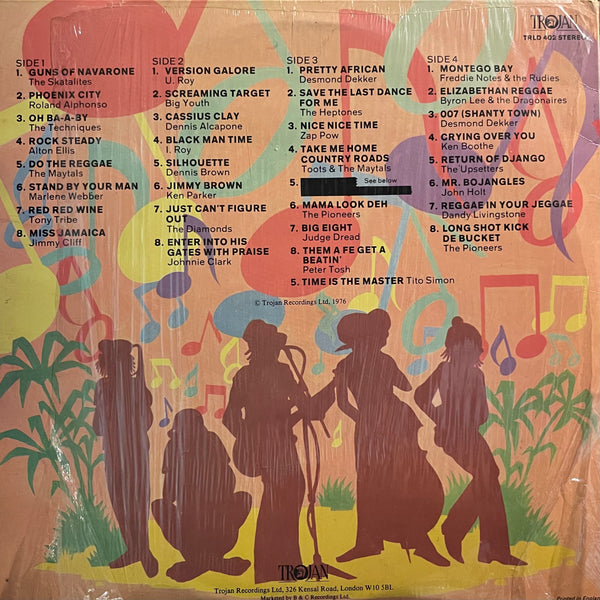 TROJAN
TRLD 402 STEREO
SIDE 1
1. GUNS OF NAVARONE
The Skatalites
2. PHOENIX CITY
Roland Alphonso
3. OH BA-A-BY
The Techniques
4. ROCK STEADY
Alton Ellis
5. DO THE REGGAE
The Maytals
6. STAND BY YOUR MAN
Marlene Webber
7. RED RED WINE
Tony Tribe
8. MISS JAMAICA
Jimmy Cliff
SIDE 2
1. VERSION GALORE
U. Roy
2. SCREAMING TARGET
Big Youth
3. CASSIUS CLAY
Dennis Alcapone
4. BLACK MAN TIME
I. Roy
5. SILHOUETTE
Dennis Brown
6. JIMMY BROWN
Ken Parker
7. JUST CAN'T FIGURE
OUT
The Diamonds
8. ENTER INTO HIS
GATES WITH PRAISE
Johnnie Clark
SIDE 3
1. PRETTY AFRICAN
Desmond Dekker
2. SAVE THE LAST DANCE
FOR ME
The Heptones
3. NICE NICE TIME
Zap Pow
4. TAKE ME HOME
COUNTRY ROADS
Toots & The Maytals
5. See below
6. MAMA LOOK DEH
The Pioneers
7. BIG EIGHT
Judge Dread
8. THEM A FE GET A
BEATIN'
Peter Tosh
5. TIME IS THE MASTER Tito Simon
SIDE 4
1. MONTEGO BAY
Freddie Notes & the Rudies
2. ELIZABETHAN REGGAE
Byron Lee & the Dragonaires
3. 007 (SHANTY TOWN)
Desmond Dekker
4. CRYING OVER YOU
Ken Boothe
5. RETURN OF DJANGO
The Upsetters
6. MR. BOJANGLES
John Holt
7. REGGAE IN YOUR JEGGAE
Dandy Livingstone
8. LONG SHOT KICK
DE BUCKET
The Pioneers
© Trojan Recordings Ltd, 1976
TROJAN
Trojan Recordings Ltd, 326 Kensal Road, London W10 5BL
Marketed by B & C Recordings Ltd.
Printed in England